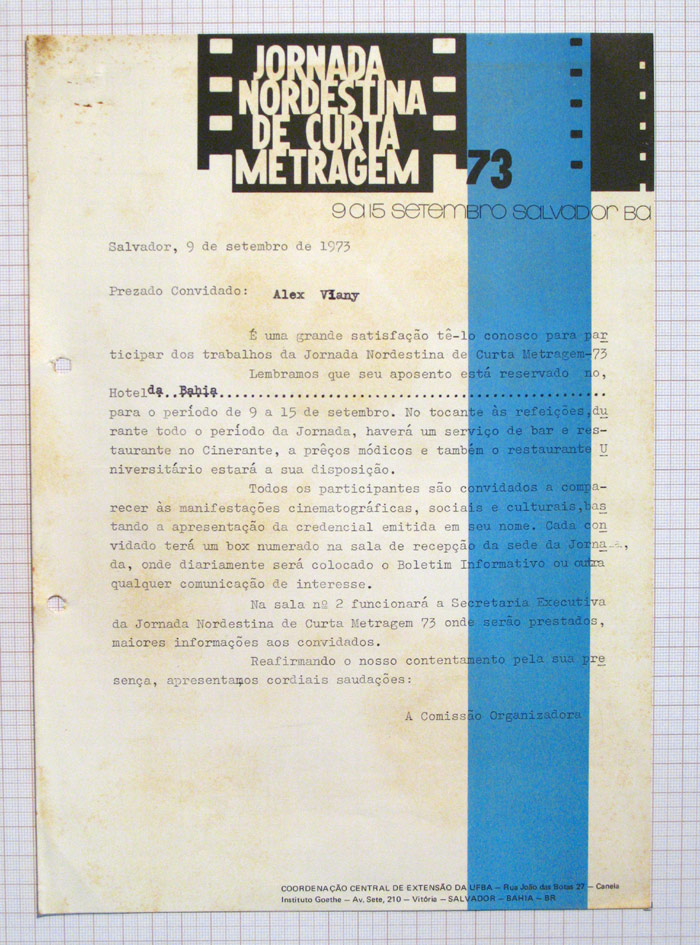 JORNADA
NORDESTINA
DE CURTA
METRAGEM 73
9 a 15 SETEMBRO SALVADOR BA
Salvador, 9 de setembro de 1973
Prezado Convidado: Alex Viany
É uma grande satisfação tê-lo conosco para par
ticipar dos trabalhos da Jornada Nordestina de Curta Metragem-73
Lembramos que seu aposento está reservado no,
Hotel da Bahia
para o período de 9 a 15 de setembro. No tocante às refeições,du
rante todo o período da Jornada, haverá um serviço de bar e res-
taurante no Cinerante, a prêços módicos e também o restaurante U
niversitário estará a sua disposição.
Todos os participantes são convidados a compa-
recer às manifestações cinematográficas, sociais e culturais,bas
tando a apresentação da credencial emitida em seu nome. Cada con
vidado terá um box numerado na sala de recepção da sede da Jorna
da, onde diariamente será colocado o Boletim Informativo ou outra
qualquer comunicação de interesse.
Na sala nº 2 funcionará a Secretaria Executiva
da Jornada Nordestina de Curta Metragem 73 onde serão prestados,
maiores informações aos convidados.
Reafirmando o nosso contentamento pela sua pre
sença, apresentamos cordiais saudações:
A Comissão Organizadora
COORDENAÇÃO CENTRAL DE EXTENSÃO DA UFBA — Rua João das Botas 27 — Canela
Instituto Goethe — Av. Sete, 210 — Vitória — SALVADOR — BAHIA — BR